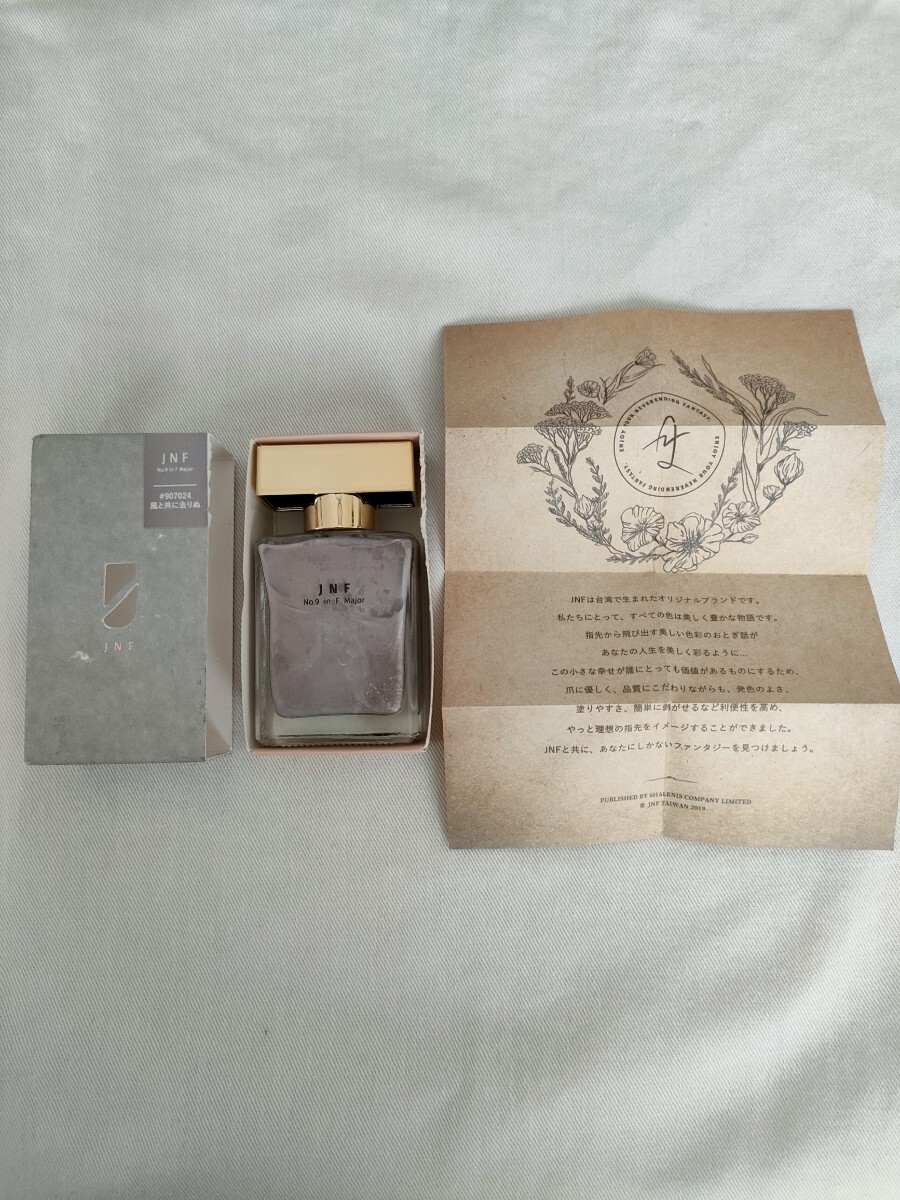 JNF
No.9 in F Major
#907024
風と共に去りぬ
JNF
JNF
No.9 in F Major
ENJOY YOUR NEVERENDING FANTASY.
ENJOY YOUR NEVERENDING FANTASY.
JNFは台湾で生まれたオリジナルブランドです。
私たちにとって、すべての色は美しく豊かな物語です。
指先から飛び出す美しい色彩のおとぎ話が
あなたの人生を美しく彩るように…
この小さな幸せが誰にとっても価値があるものにするため、
爪に優しく、品質にこだわりながらも、発色のよさ、
塗りやすさ、簡単に剥がせるなど利便性を高め、
やっと理想の指先をイメージすることができました。
JNFと共に、あなたにしかないファンタジーを見つけましょう。
PUBLISHED BY SHALKNIS COMPANY LIMITED
© JNF TAIWAN 2019